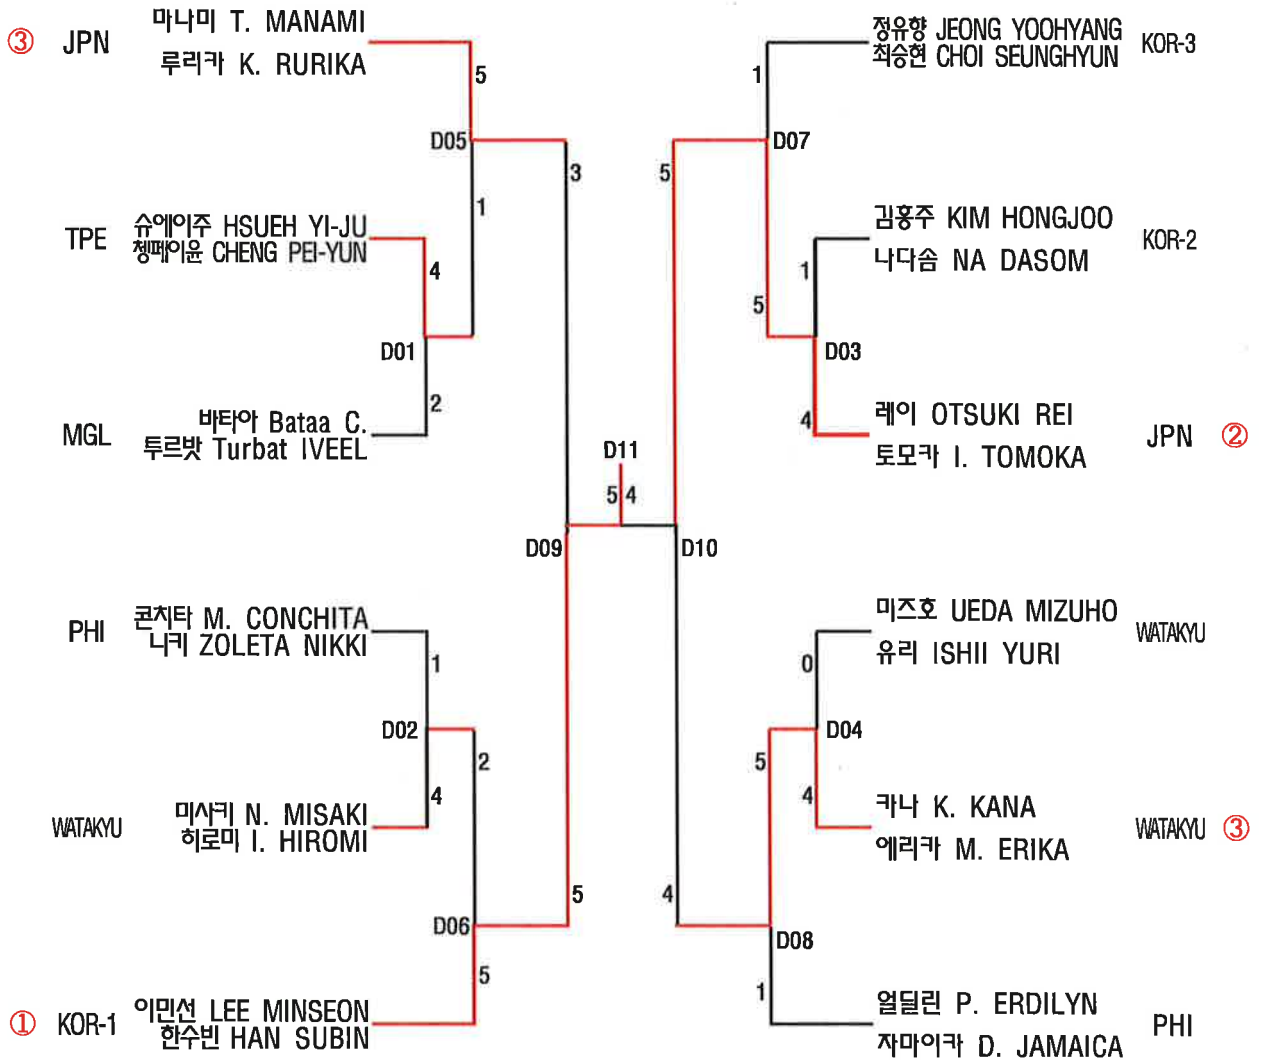 ③ JPN
마나미 T. MANAMI
루리카 K. RURIKA
5
D05
3
1
TPE
슈에이주 HSUEH YI-JU
쳉페이윤 CHENG PEI-YUN
4
D01
2
MGL
바타아 Bataa C.
투르밧 Turbat IVEEL
D11
5 4
D09
D10
PHI
콘치타 M. CONCHITA
니키 ZOLETA NIKKI
1
D02
2
4
WATAKYU
미사키 N. MISAKI
히로미 I. HIROMI
5
D06
5
① KOR-1
이민선 LEE MINSEON
한수빈 HAN SUBIN
정유향 JEONG YOOHYANG
최승현 CHOI SEUNGHYUN
KOR-3
1
D07
5
김홍주 KIM HONGJOO
나다솜 NA DASOM
KOR-2
1
5
D03
4
레이 OTSUKI REI
토모카 I. TOMOKA
JPN ②
미즈호 UEDA MIZUHO
유리 ISHII YURI
WATAKYU
0
D04
5
4
카나 K. KANA
에리카 M. ERIKA
WATAKYU ③
4
D08
1
얼딜린 P. ERDILYN
자마이카 D. JAMAICA
PHI